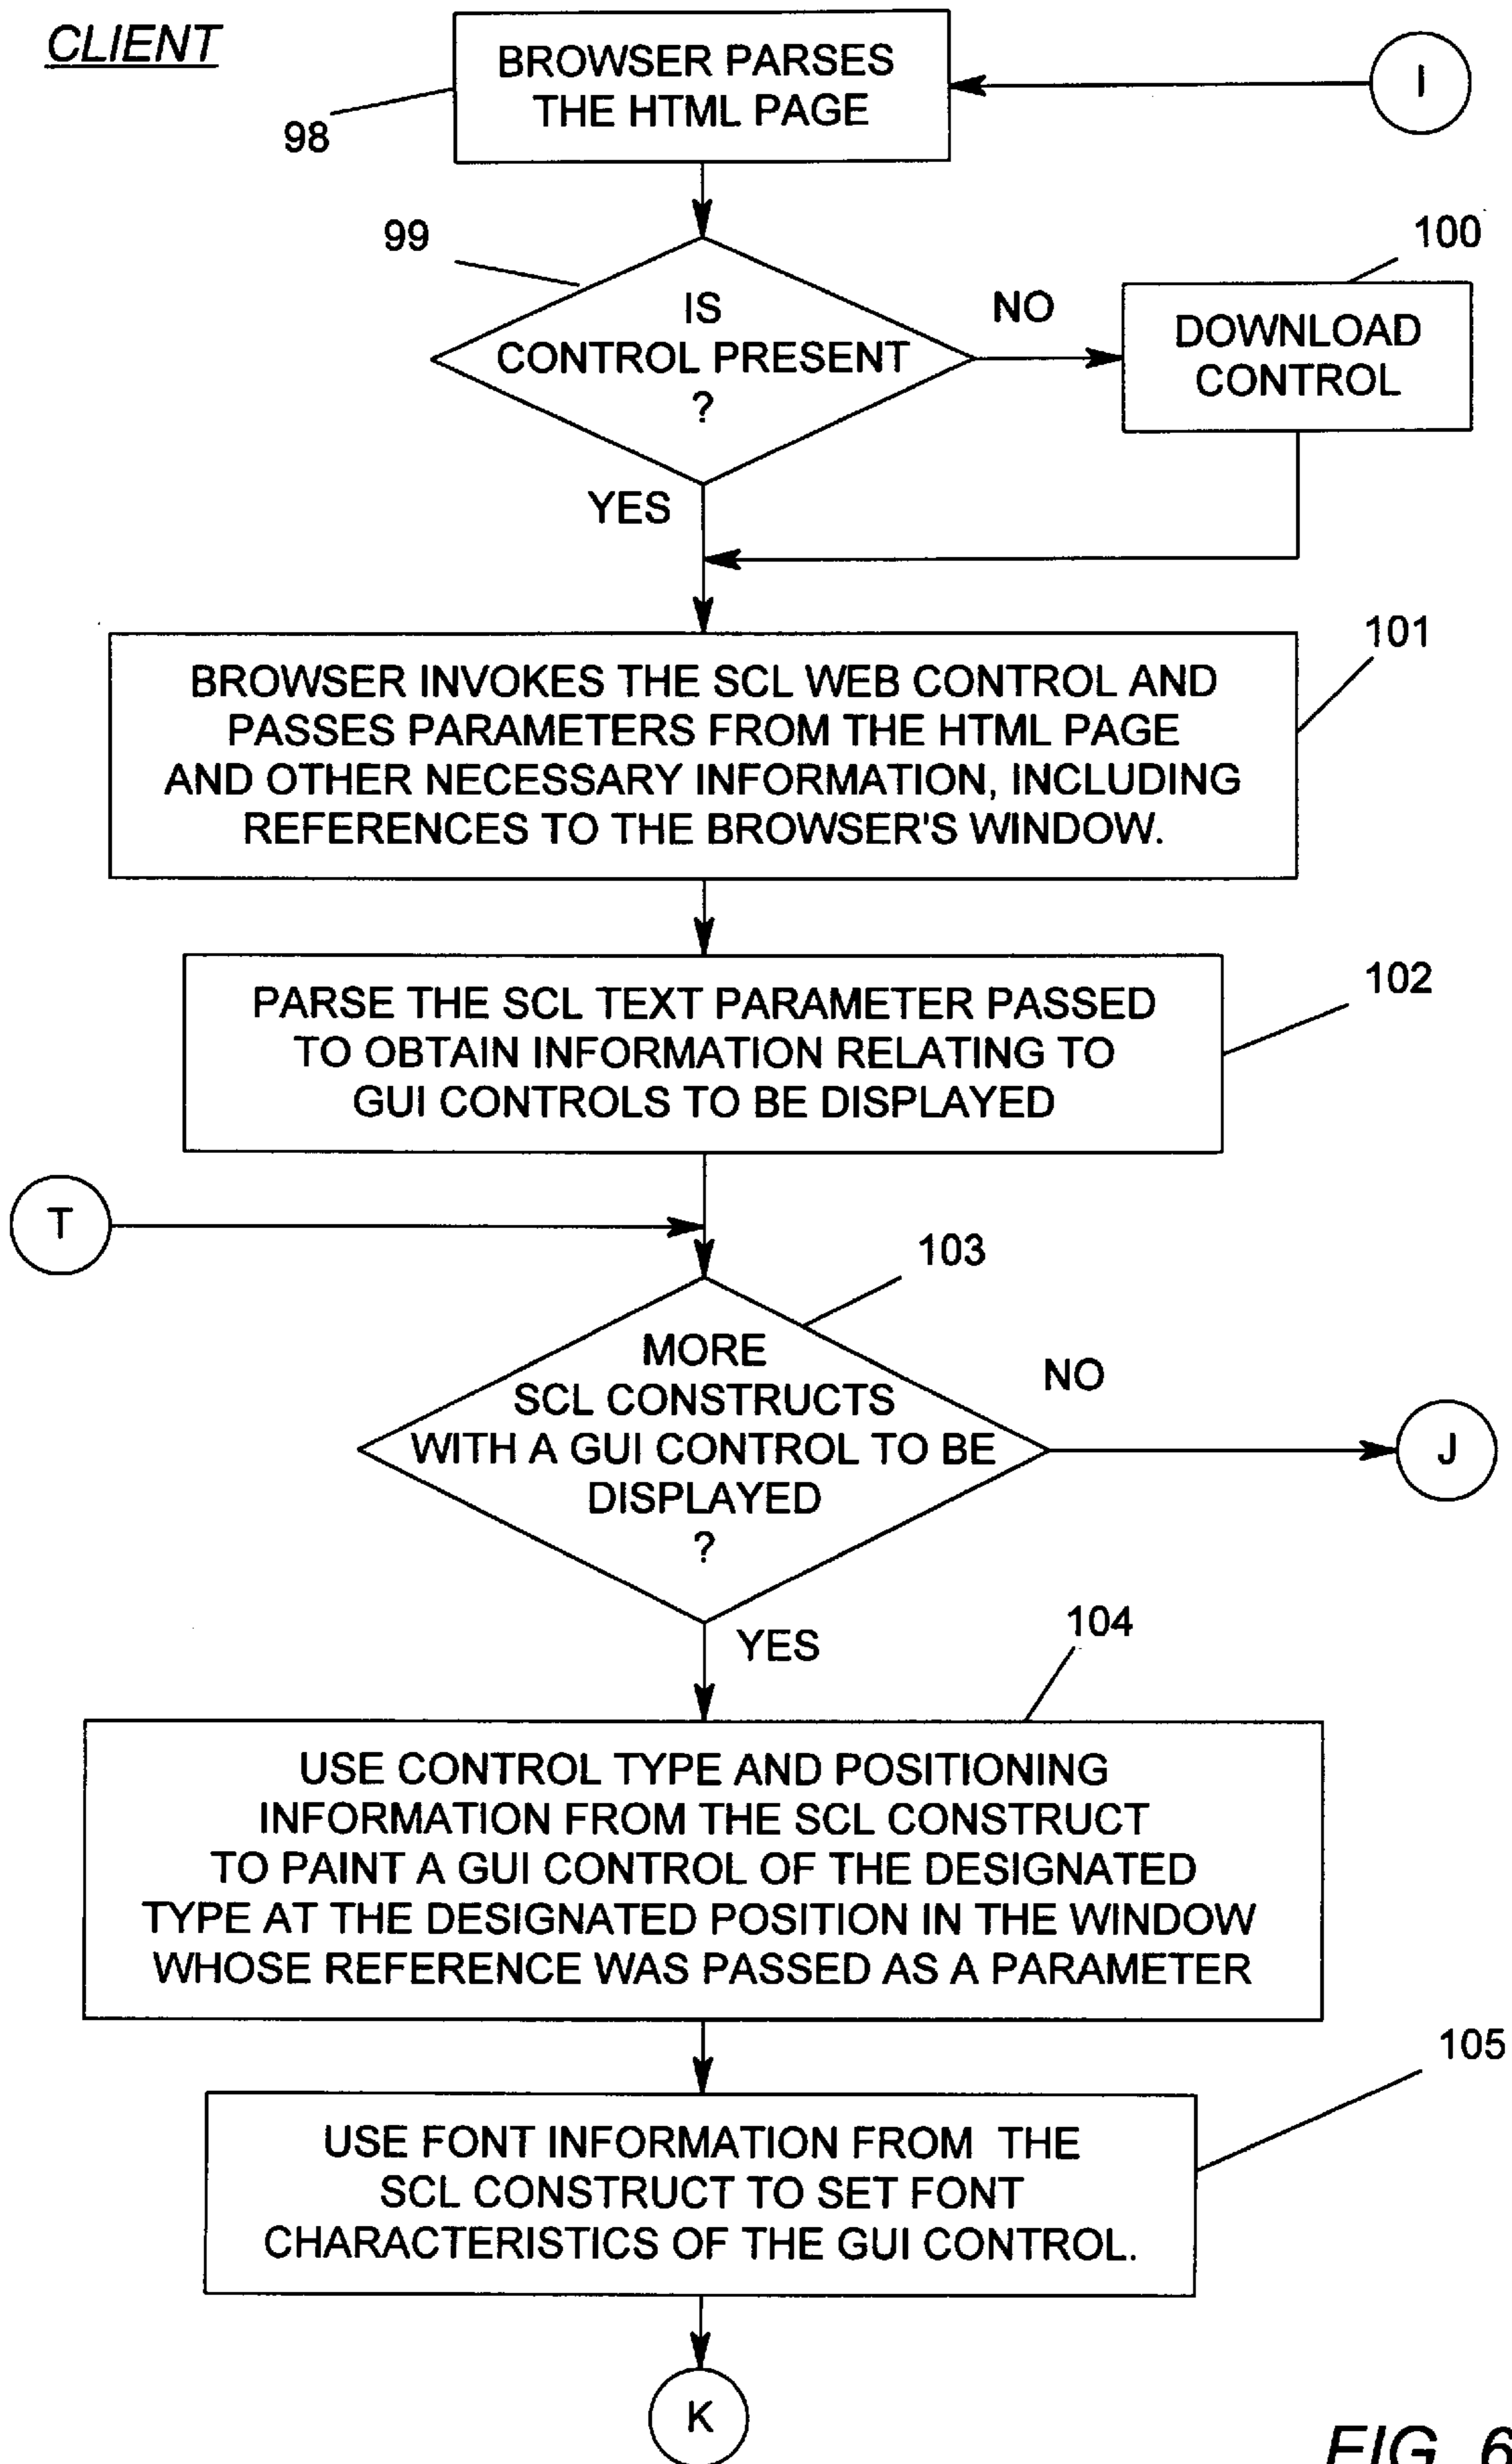 CLIENT
BROWSER PARSES
THE HTML PAGE
I
98
99
100
IS
CONTROL PRESENT
?
NO
DOWNLOAD
CONTROL
YES
101
BROWSER INVOKES THE SCL WEB CONTROL AND
PASSES PARAMETERS FROM THE HTML PAGE
AND OTHER NECESSARY INFORMATION, INCLUDING
REFERENCES TO THE BROWSER'S WINDOW.
102
PARSE THE SCL TEXT PARAMETER PASSED
TO OBTAIN INFORMATION RELATING TO
GUI CONTROLS TO BE DISPLAYED
T
103
MORE
SCL CONSTRUCTS
WITH A GUI CONTROL TO BE
DISPLAYED
?
NO
J
YES
104
USE CONTROL TYPE AND POSITIONING
INFORMATION FROM THE SCL CONSTRUCT
TO PAINT A GUI CONTROL OF THE DESIGNATED
TYPE AT THE DESIGNATED POSITION IN THE WINDOW
WHOSE REFERENCE WAS PASSED AS A PARAMETER
105
USE FONT INFORMATION FROM THE
SCL CONSTRUCT TO SET FONT
CHARACTERISTICS OF THE GUI CONTROL.
K
FIG. 6